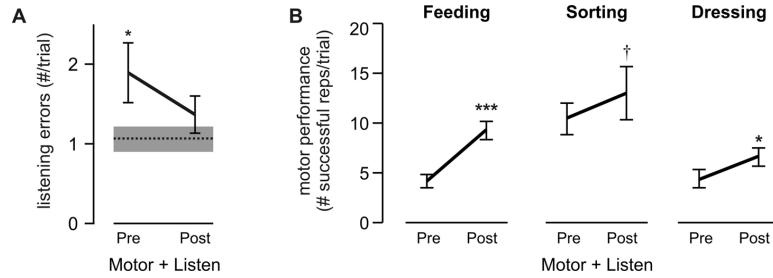 A
listening errors (#/trial)
2
1
0
*
Pre Post
Motor + Listen
B
motor performance
(# successful reps/trial)
20
15
10
5
0
Feeding Sorting Dressing
***
†
*
Pre Post Pre Post Pre Post
Motor + Listen